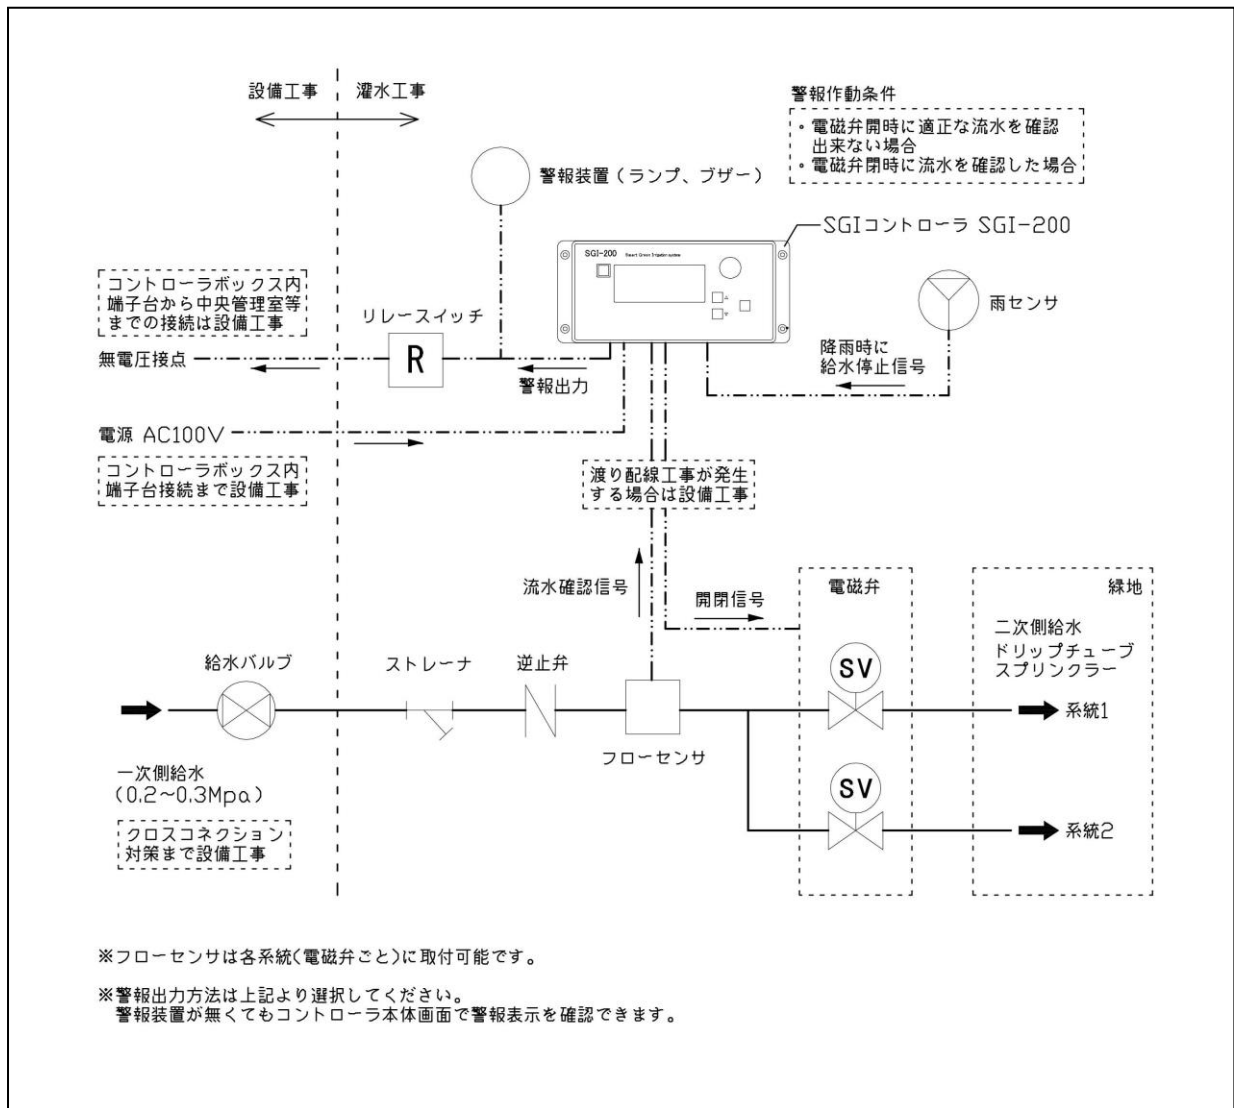 設備工事
灌水工事
警報作動条件
・電磁弁開時に適正な流水を確認
出来ない場合
・電磁弁閉時に流水を確認した場合
警報装置（ランプ、ブザー）
SGIコントローラ SGI-200
SGI-200 Smart Green Irrigation system
コントローラボックス内
端子台から中央管理室等
までの接続は設備工事
リレースイッチ
雨センサ
無電圧接点
R
警報出力
降雨時に
給水停止信号
電源 AC100V
コントローラボックス内
端子台接続まで設備工事
渡り配線工事が発生
する場合は設備工事
流水確認信号
開閉信号
電磁弁
緑地
二次側給水
ドリップチューブ
スプリンクラー
給水バルブ
ストレーナ
逆止弁
SV
系統1
フローセンサ
一次側給水
(0.2~0.3Mpa)
SV
系統2
クロスコネクション
対策まで設備工事
※フローセンサは各系統(電磁弁ごと)に取付可能です。
※警報出力方法は上記より選択してください。
警報装置が無くてもコントローラ本体画面で警報表示を確認できます。